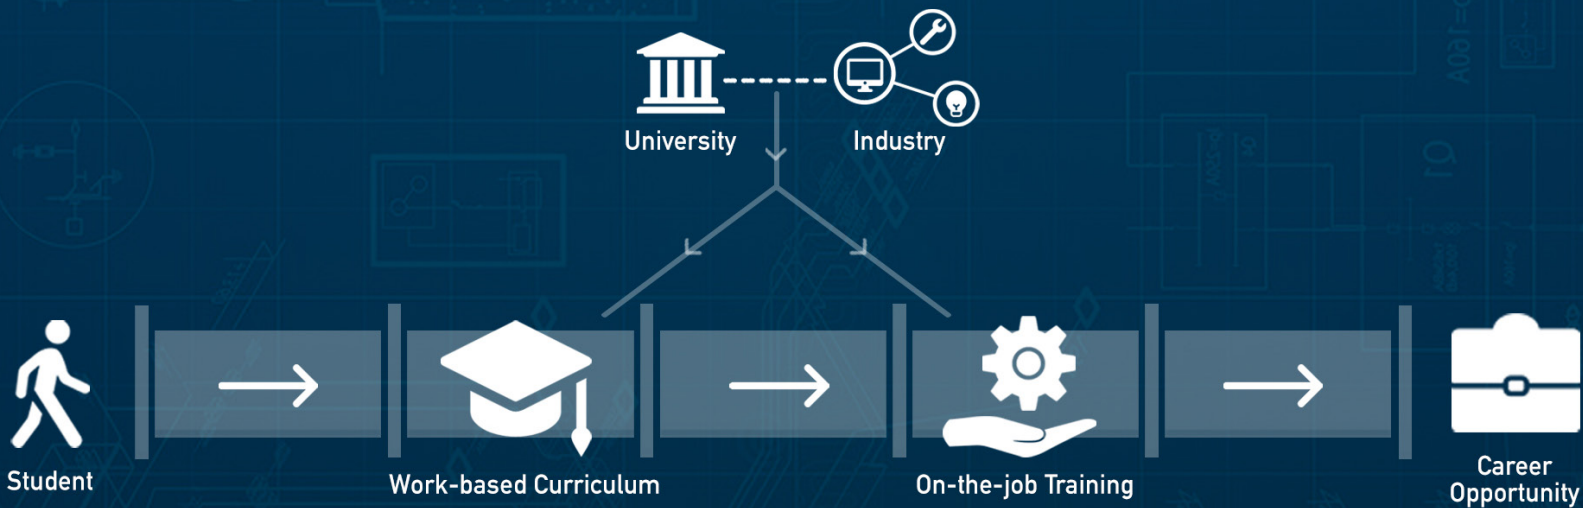 University
Industry
Student
Work-based Curriculum
On-the-job Training
Career
Opportunity